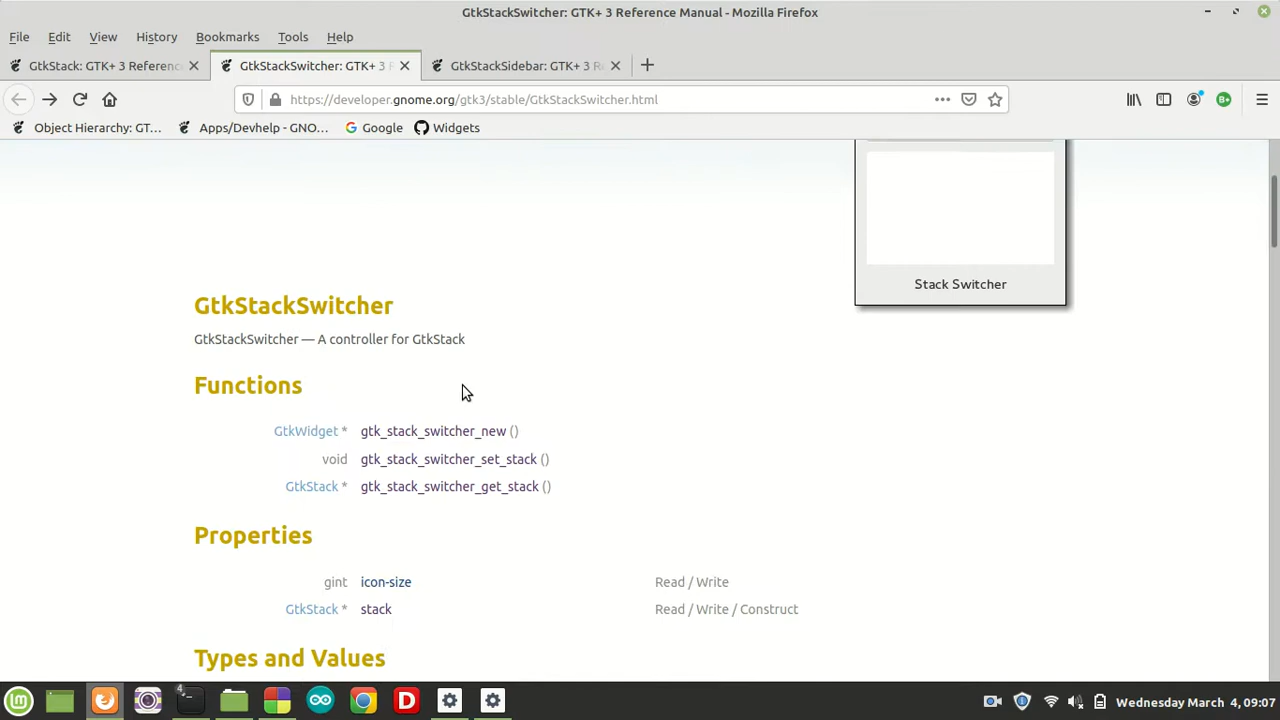 GtkStackSwitcher: GTK+ 3 Reference Manual - Mozilla Firefox
File Edit View History Bookmarks Tools Help
GtkStack: GTK+ 3 Reference GtkStackSwitcher: GTK+ 3 R GtkStackSidebar: GTK+ 3 R
https://developer.gnome.org/gtk3/stable/GtkStackSwitcher.html
Object Hierarchy: GT... Apps/Devhelp - GNO... Google Widgets
Stack Switcher
GtkStackSwitcher
GtkStackSwitcher — A controller for GtkStack
Functions
GtkWidget * gtk_stack_switcher_new ()
void gtk_stack_switcher_set_stack ()
GtkStack * gtk_stack_switcher_get_stack ()
Properties
gint icon-size Read / Write
GtkStack * stack Read / Write / Construct
Types and Values
4 Wednesday March 4, 09:07